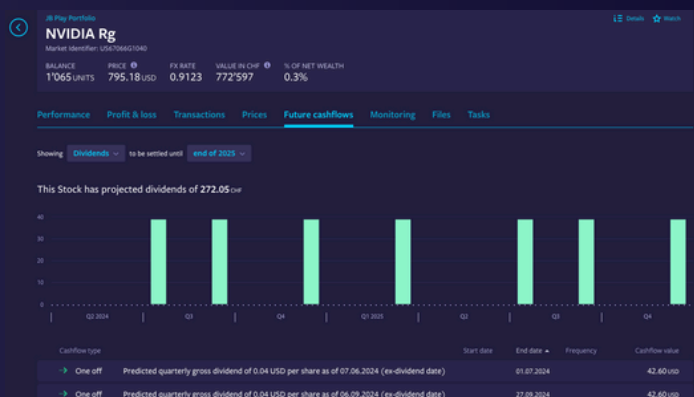 JB Play Portfolio
Details Watch
NVIDIA Rg
Market Identifier: US67066G1040
BALANCE PRICE FX RATE VALUE IN CHF % OF NET WEALTH
1'065 UNITS 795.18 USD 0.9123 772'597 0.3%
Performance Profit & loss Transactions Prices Future cashflows Monitoring Files Tasks
Showing Dividends to be settled until end of 2025
This Stock has projected dividends of 272.05 CHF
40
30
20
10
0
Q2 2024 Q3 Q4 Q1 2025 Q2 Q3 Q4
Cashflow type Start date End date Frequency Cashflow value
One off Predicted quarterly gross dividend of 0.04 USD per share as of 07.06.2024 (ex-dividend date) 01.07.2024 42.60 USD
One off Predicted quarterly gross dividend of 0.04 USD per share as of 06.09.2024 (ex-dividend date) 27.09.2024 42.60 USD